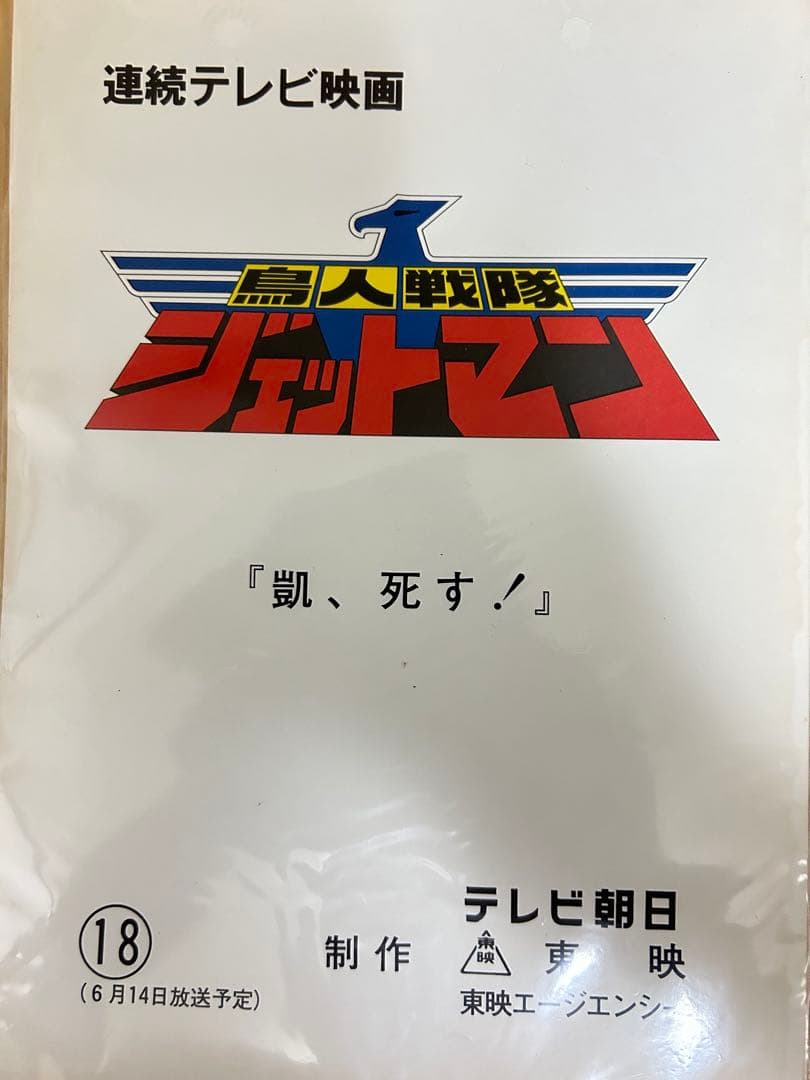 連続テレビ映画
鳥人戦隊
ジェットマン
『凱、死す!』
テレビ朝日
⑱
制作
東映
東映
(6月14日放送予定)
東映エージエンシー